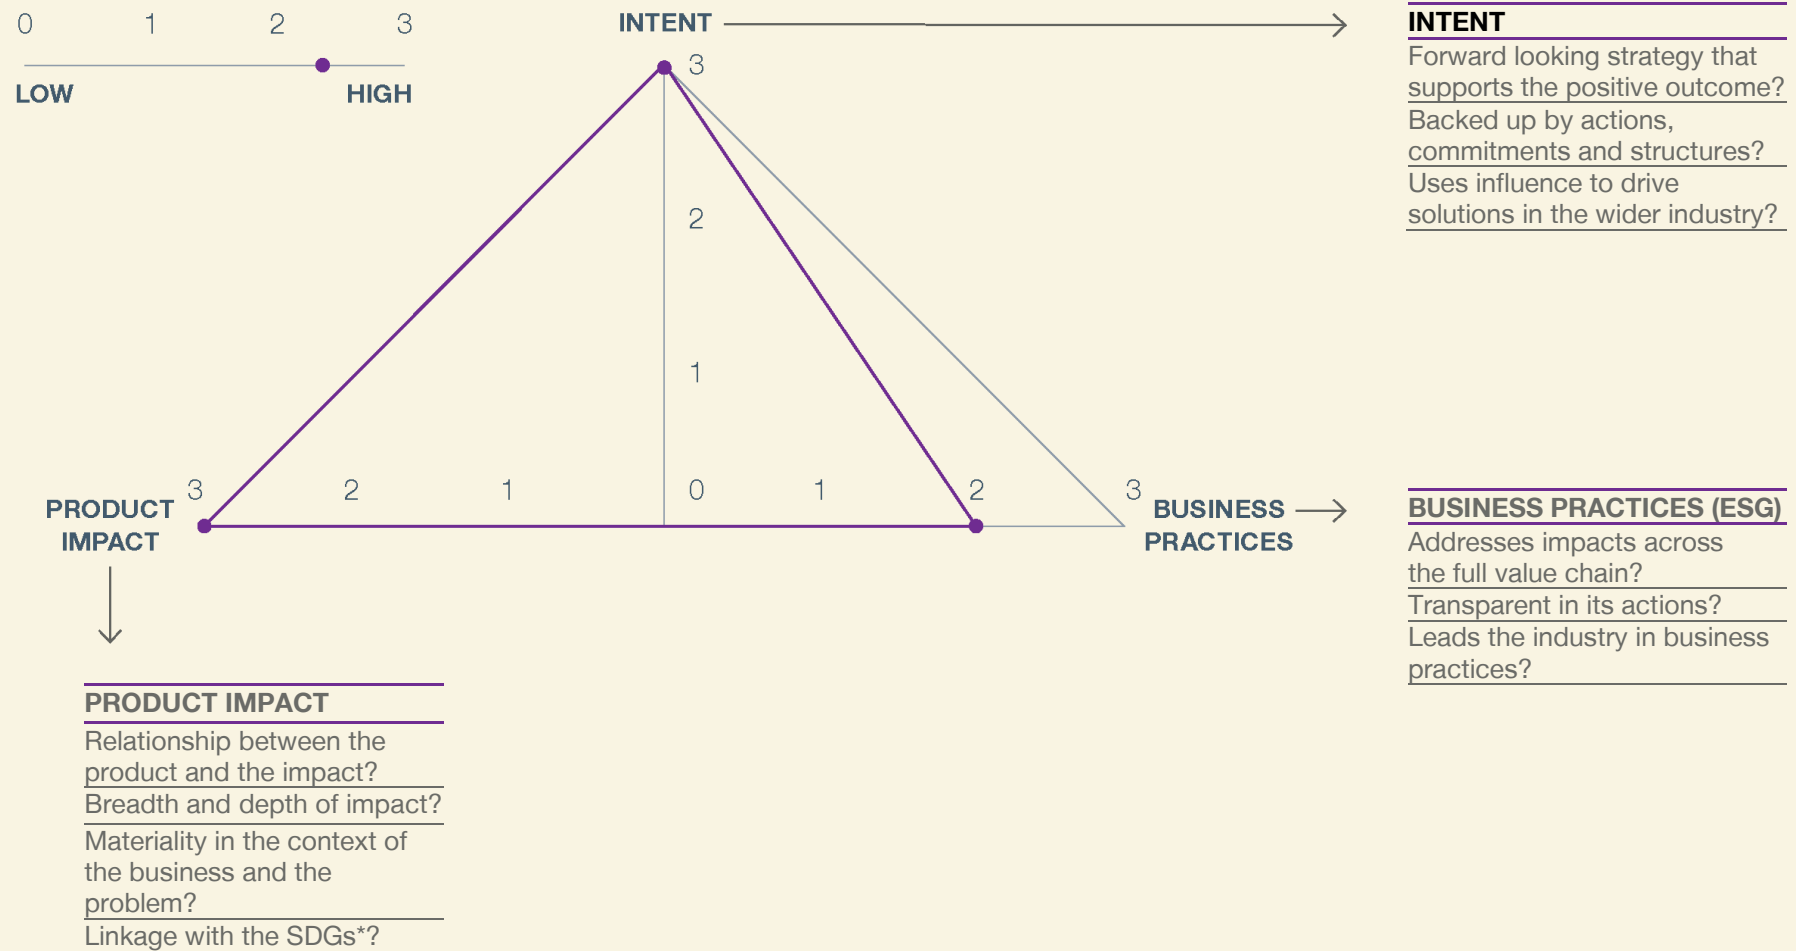 0 1 2 3
LOW HIGH
INTENT
3
2
1
3 2 1 0 1 2 3
PRODUCT
IMPACT
BUSINESS
PRACTICES
INTENT
Forward looking strategy that
supports the positive outcome?
Backed up by actions,
commitments and structures?
Uses influence to drive
solutions in the wider industry?
BUSINESS PRACTICES (ESG)
Addresses impacts across
the full value chain?
Transparent in its actions?
Leads the industry in business
practices?
PRODUCT IMPACT
Relationship between the
product and the impact?
Breadth and depth of impact?
Materiality in the context of
the business and the
problem?
Linkage with the SDGs*?